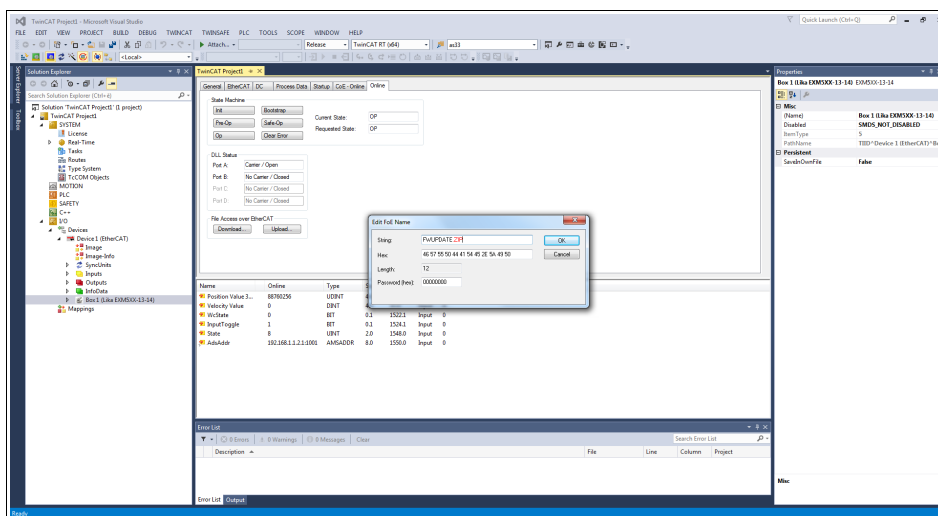 TwinCAT Project1 - Microsoft Visual Studio
Quick Launch (Ctrl+Q)
FILE EDIT VIEW PROJECT BUILD DEBUG TWINCAT TWINSAFE PLC TOOLS SCOPE WINDOW HELP
Attach... Release TwinCAT RT (x64) as33
<Local>
Server Explorer
Toolbox
Solution Explorer
Search Solution Explorer (Ctrl+è)
Solution 'TwinCAT Project1' (1 project)
TwinCAT Project1
SYSTEM
License
Real-Time
Tasks
Routes
Type System
TcCOM Objects
MOTION
PLC
SAFETY
C++
I/O
Devices
Device 1 (EtherCAT)
Image
Image-Info
SyncUnits
Inputs
Outputs
InfoData
Box 1 (Lika EXM5XX-13-14)
Mappings
TwinCAT Project1
General EtherCAT DC Process Data Startup CoE - Online Online
State Machine
Init Bootstrap
Pre-Op Safe-Op
Op Clear Error
Current State: OP
Requested State: OP
DLL Status
Port A: Carrier / Open
Port B: No Carrier / Closed
Port C: No Carrier / Closed
Port D: No Carrier / Closed
File Access over EtherCAT
Download... Upload...
Edit FoE Name
String: FWUPDATE.ZIP OK
Hex: 46 57 55 50 44 41 54 45 2E 5A 49 50 Cancel
Length: 12
Password (hex): 00000000
Name Online Type
Position Value 3... 88760256 UDINT
Velocity Value 0 DINT
WcState 0 BIT 0.1 1522.1 Input 0
InputToggle 1 BIT 0.1 1524.1 Input 0
State 8 UINT 2.0 1548.0 Input 0
AdsAddr 192.168.1.1.2.1:1001 AMSADDR 8.0 1550.0 Input 0
Error List
0 Errors 0 Warnings 0 Messages Clear
Search Error List
Description File Line Column Project
Error List Output
Properties
Box 1 (Lika EXM5XX-13-14) EXM5XX-13-14
Misc
(Name) Box 1 (Lika EXM5XX-13-14)
Disabled SMDS_NOT_DISABLED
ItemType 5
PathName TIID^Device 1 (EtherCAT)^Bo
Persistent
SaveInOwnFile False
Misc
Ready